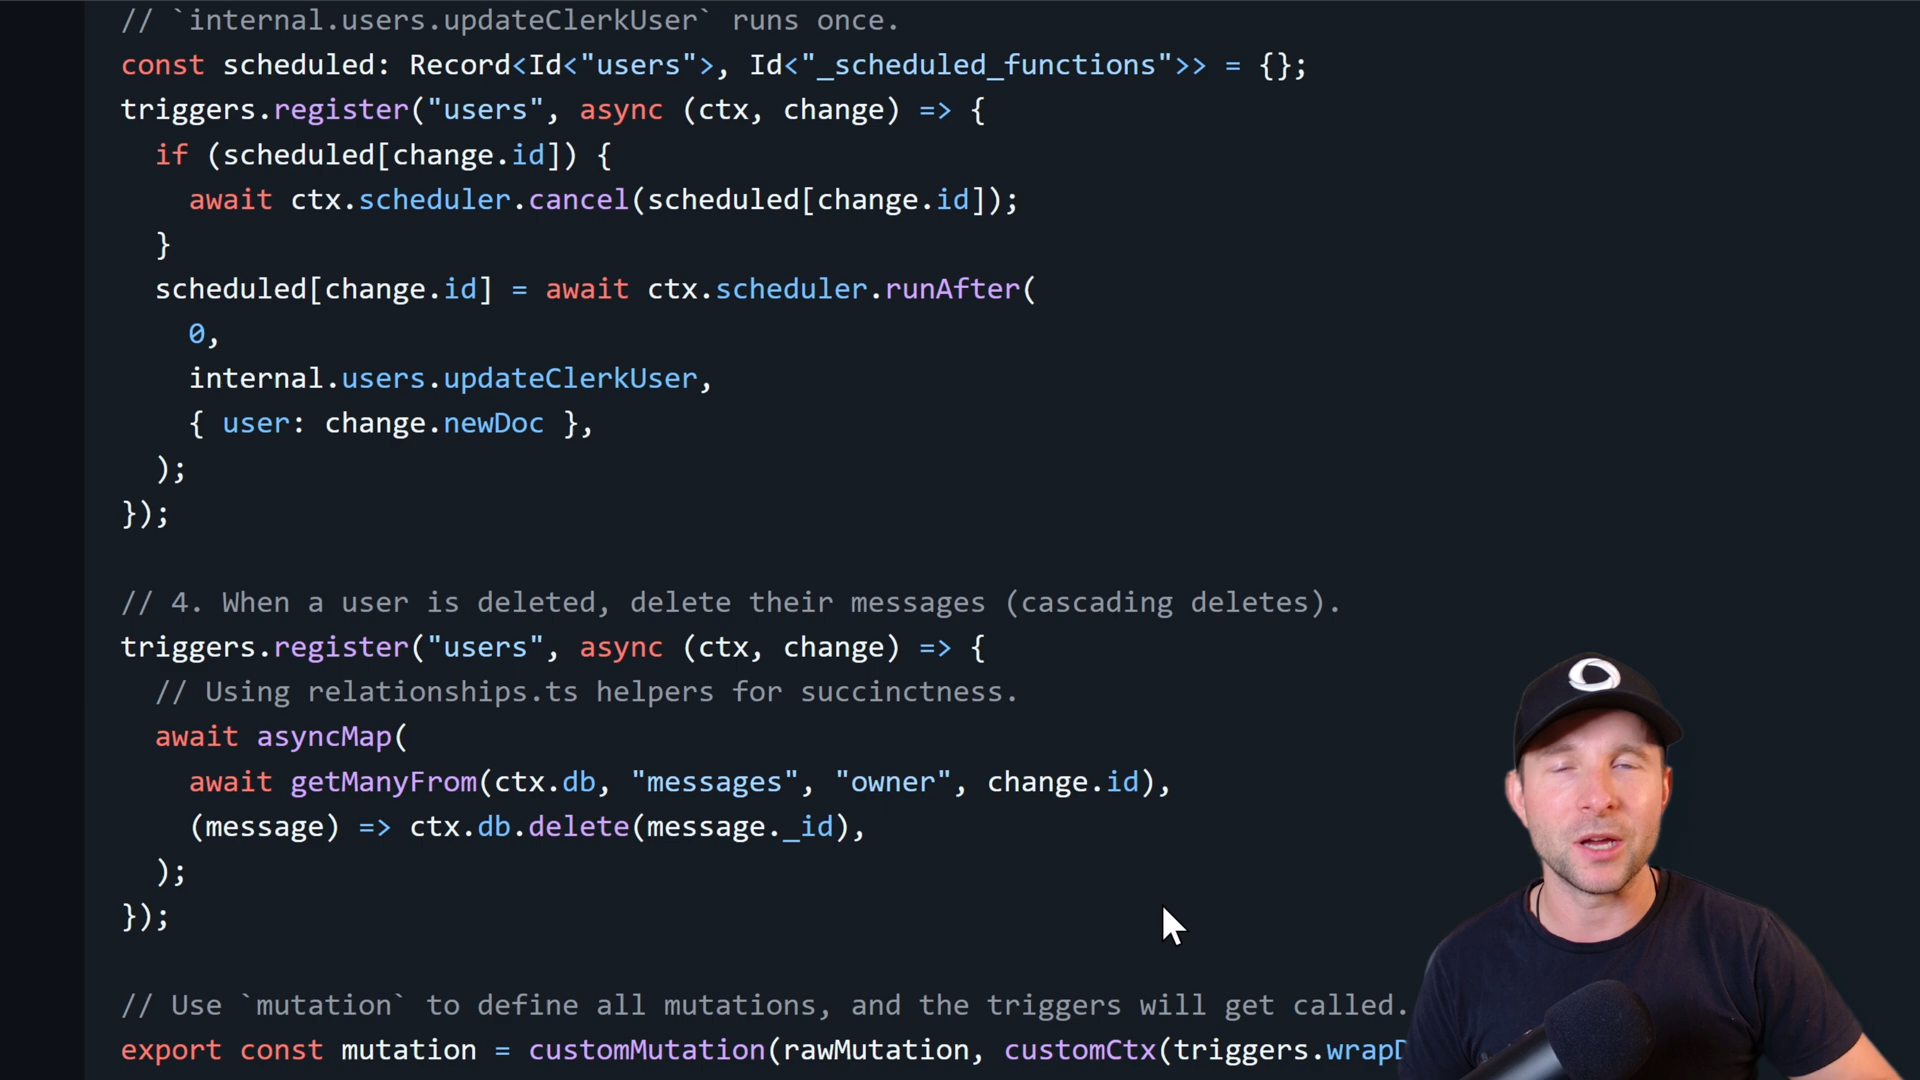 // `internal.users.updateClerkUser` runs once.
const scheduled: Record<Id<"users">, Id<"_scheduled_functions">> = {};
triggers.register("users", async (ctx, change) => {
  if (scheduled[change.id]) {
    await ctx.scheduler.cancel(scheduled[change.id]);
  }
  scheduled[change.id] = await ctx.scheduler.runAfter(
    0,
    internal.users.updateClerkUser,
    { user: change.newDoc },
  );
});
// 4. When a user is deleted, delete their messages (cascading deletes).
triggers.register("users", async (ctx, change) => {
  // Using relationships.ts helpers for succinctness.
  await asyncMap(
    await getManyFrom(ctx.db, "messages", "owner", change.id),
    (message) => ctx.db.delete(message._id),
  );
});
// Use `mutation` to define all mutations, and the triggers will get called.
export const mutation = customMutation(rawMutation, customCtx(triggers.wrapD